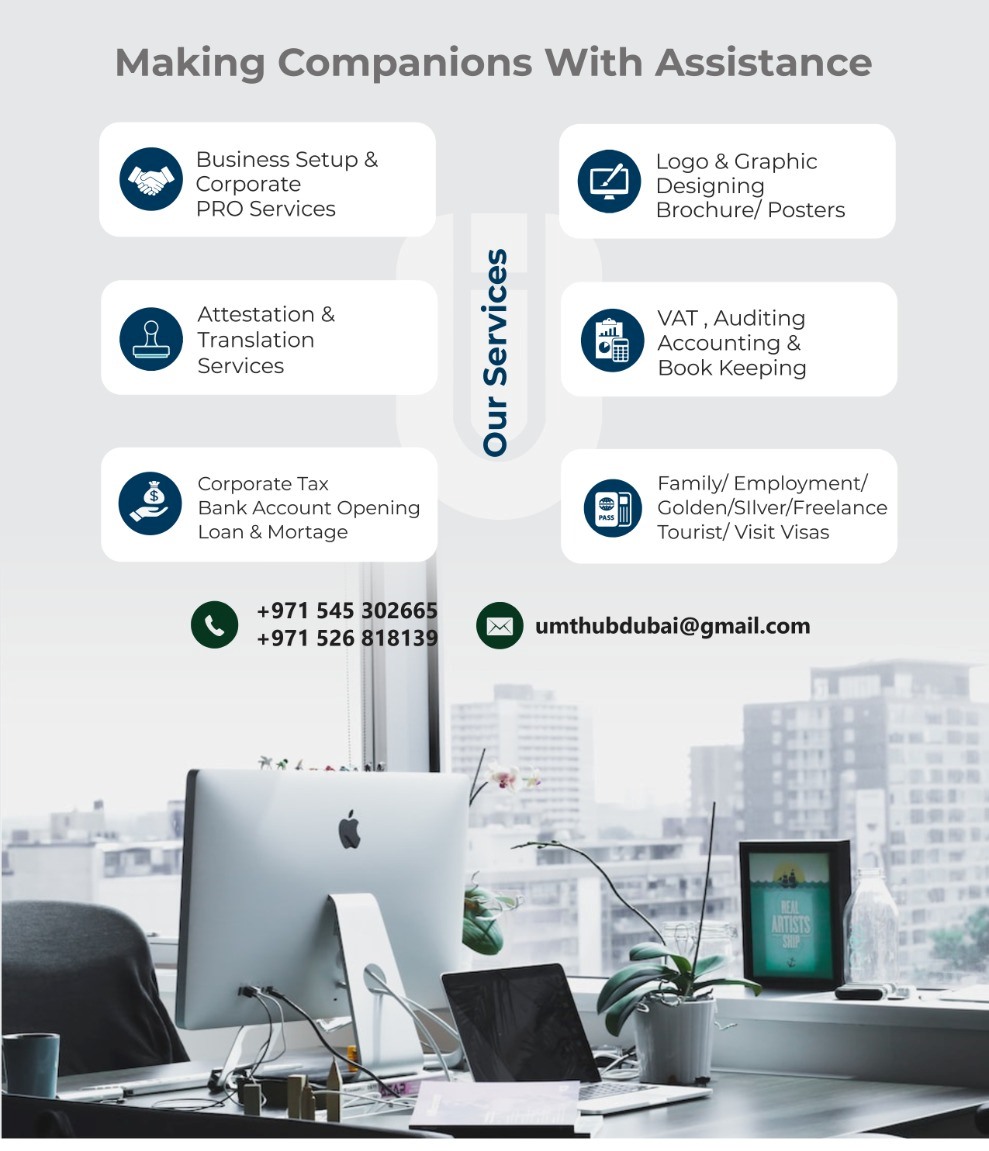 Making Companions With Assistance
Business Setup &
Corporate
PRO Services
Logo & Graphic
Designing
Brochure/ Posters
Our Services
Attestation &
Translation
Services
VAT , Auditing
Accounting &
Book Keeping
$
Corporate Tax
Bank Account Opening
Loan & Mortage
PASS
Family/ Employment/
Golden/SIlver/Freelance
Tourist/ Visit Visas
+971 545 302665
+971 526 818139
umthubdubai@gmail.com
REAL
ARTISTS
SHIP